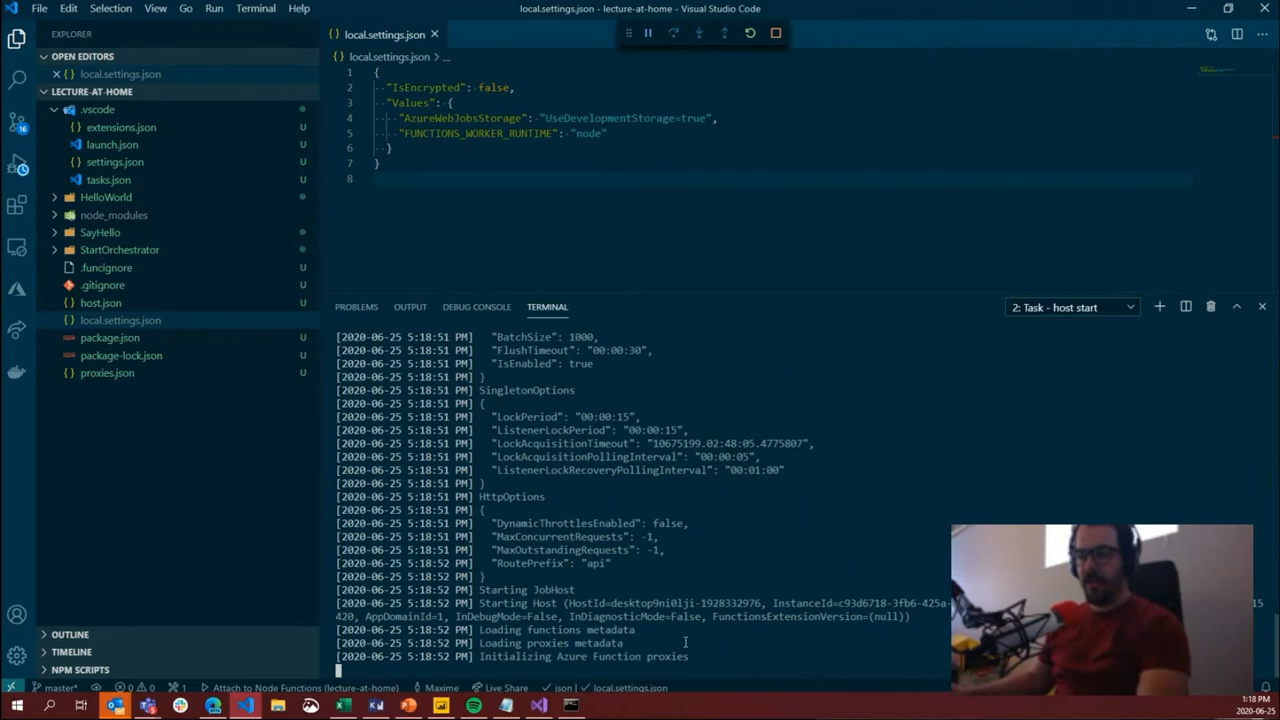 File Edit Selection View Go Run Terminal Help
local.settings.json - lecture-at-home - Visual Studio Code
EXPLORER
OPEN EDITORS
local.settings.json
LECTURE-AT-HOME
.vscode
extensions.json U
launch.json U
settings.json U
tasks.json U
HelloWorld
node_modules
SayHello
StartOrchestrator
.funcignore U
.gitignore U
host.json U
local.settings.json
package.json U
package-lock.json U
proxies.json U
OUTLINE
TIMELINE
NPM SCRIPTS
16
local.settings.json
local.settings.json > ...
1 {
2 "IsEncrypted": false,
3 "Values": {
4 "AzureWebJobsStorage": "UseDevelopmentStorage=true",
5 "FUNCTIONS_WORKER_RUNTIME": "node"
6 }
7 }
8
PROBLEMS OUTPUT DEBUG CONSOLE TERMINAL
2: Task - host start
[2020-06-25 5:18:51 PM] "BatchSize": 1000,
[2020-06-25 5:18:51 PM] "FlushTimeout": "00:00:30",
[2020-06-25 5:18:51 PM] "IsEnabled": true
[2020-06-25 5:18:51 PM] }
[2020-06-25 5:18:51 PM] SingletonOptions
[2020-06-25 5:18:51 PM] {
[2020-06-25 5:18:51 PM] "LockPeriod": "00:00:15",
[2020-06-25 5:18:51 PM] "ListenerLockPeriod": "00:00:15",
[2020-06-25 5:18:51 PM] "LockAcquisitionTimeout": "10675199.02:48:05.4775807",
[2020-06-25 5:18:51 PM] "LockAcquisitionPollingInterval": "00:00:05",
[2020-06-25 5:18:51 PM] "ListenerLockRecoveryPollingInterval": "00:01:00"
[2020-06-25 5:18:51 PM] }
[2020-06-25 5:18:51 PM] HttpOptions
[2020-06-25 5:18:51 PM] {
[2020-06-25 5:18:52 PM] "DynamicThrottlesEnabled": false,
[2020-06-25 5:18:52 PM] "MaxConcurrentRequests": -1,
[2020-06-25 5:18:52 PM] "MaxOutstandingRequests": -1,
[2020-06-25 5:18:52 PM] "RoutePrefix": "api"
[2020-06-25 5:18:52 PM] }
[2020-06-25 5:18:52 PM] Starting JobHost
[2020-06-25 5:18:52 PM] Starting Host (HostId=desktop9ni0lji-1928332976, InstanceId=c93d6718-3fb6-425a- 15
420, AppDomainId=1, InDebugMode=False, InDiagnosticMode=False, FunctionsExtensionVersion=(null))
[2020-06-25 5:18:52 PM] Loading functions metadata
[2020-06-25 5:18:52 PM] Loading proxies metadata
[2020-06-25 5:18:52 PM] Initializing Azure Function proxies
master* 0 0 1 Attach to Node Functions (lecture-at-home) Maxime Live Share json local.settings.json
1:18 PM
2020-06-25